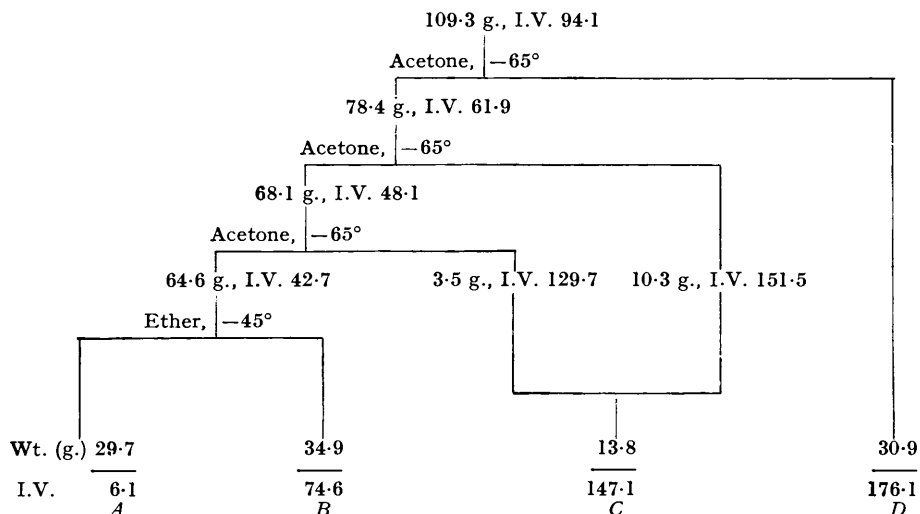 109·3 g., I.V. 94·1
Acetone, −65°
78·4 g., I.V. 61·9
Acetone, −65°
68·1 g., I.V. 48·1
Acetone, −65°
64·6 g., I.V. 42·7 3·5 g., I.V. 129·7 10·3 g., I.V. 151·5
Ether, −45°
Wt. (g.) 29·7 34·9 13·8 30·9
I.V. 6·1 74·6 147·1 176·1
A B C D